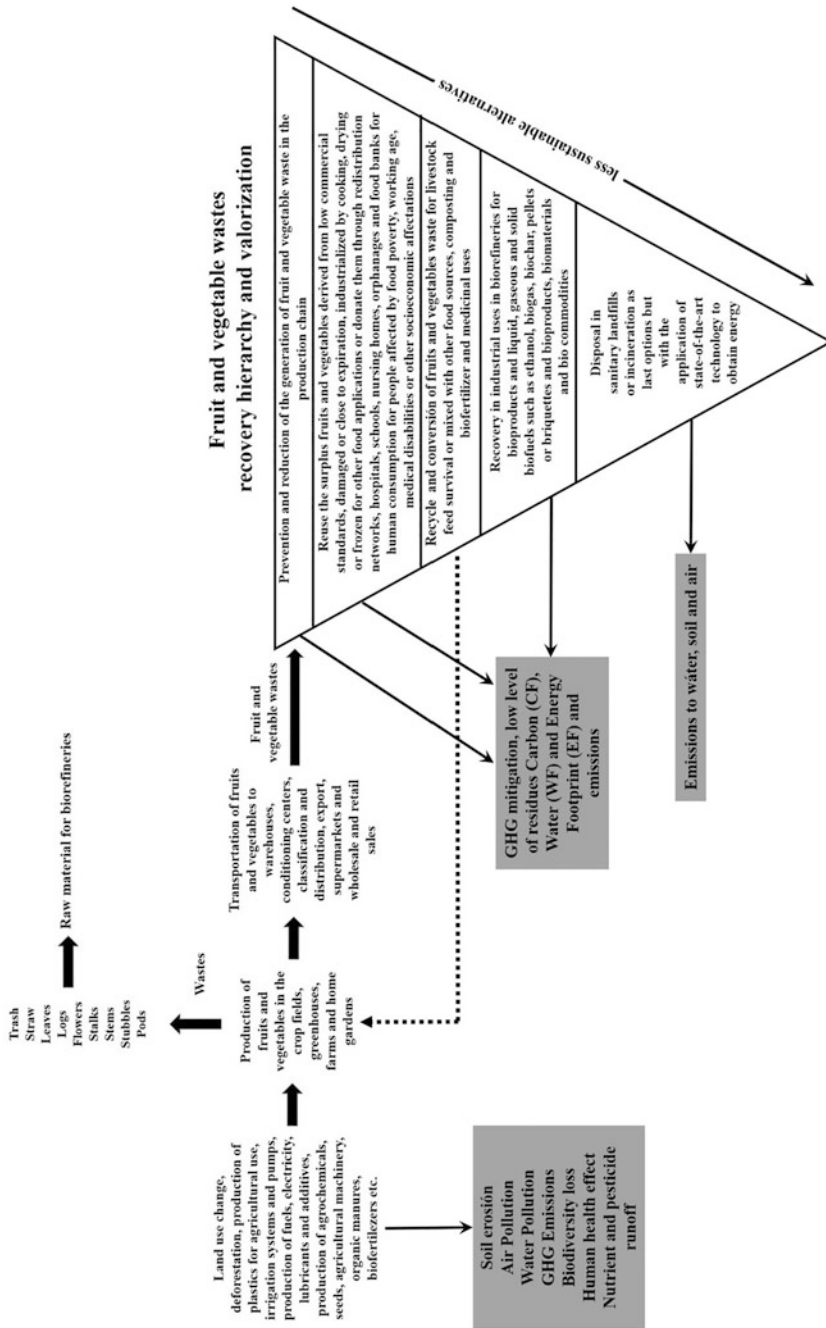 Fruit and vegetable wastes
recovery hierarchy and valorization
Trash
Straw
Leaves
Logs
Flowers
Stalks
Stems
Stubbles
Pods
Raw material for biorefineries
Wastes
Land use change,
deforestation, production of
plastics for agricultural use,
irrigation systems and pumps,
production of fuels, electricity,
lubricants and additives,
production of agrochemicals,
seeds, agricultural machinery,
organic manures,
biofertilezers etc.
Production of
fruits and
vegetables in the
crop fields,
greenhouses,
farms and home
gardens
Transportation of fruits
and vegetables to
warehouses,
conditioning centers,
classification and
distribution, export,
supermarkets and
wholesale and retail
sales
Fruit and
vegetable wastes
Prevention and reduction of the generation of fruit and vegetable waste in the
production chain
Reuse the surplus fruits and vegetables derived from low commercial
standards, damaged or close to expiration, industrialized by cooking, drying
or frozen for other food applications or donate them through redistribution
networks, hospitals, schools, nursing homes, orphanages and food banks for
human consumption for people affected by food poverty, working age,
medical disabilities or other socioeconomic affectations
Recycle and conversión of fruits and vegetables waste for livestock
feed survival or mixed with other food sources, composting and
biofertilizer and medicinal uses
Recovery in industrial uses in biorefineries for
bioproducts and liquid, gaseous and solid
biofuels such as ethanol, biogas, biochar, pellets
or briquettes and bioproducts, biomaterials
and bio commodities
Disposal in
sanitary landfills
or incineration as
last options but
with the
application of
state-of-the-art
technology to
obtain energy
less sustainable alternatives
Soil erosión
Air Pollution
Water Pollution
GHG Emissions
Biodiversity loss
Human health effect
Nutrient and pesticide
runoff
GHG mitigation, low level
of residues Carbon (CF),
Water (WF) and Energy
Footprint (EF) and
emissions
Emissions to wáter, soil and air